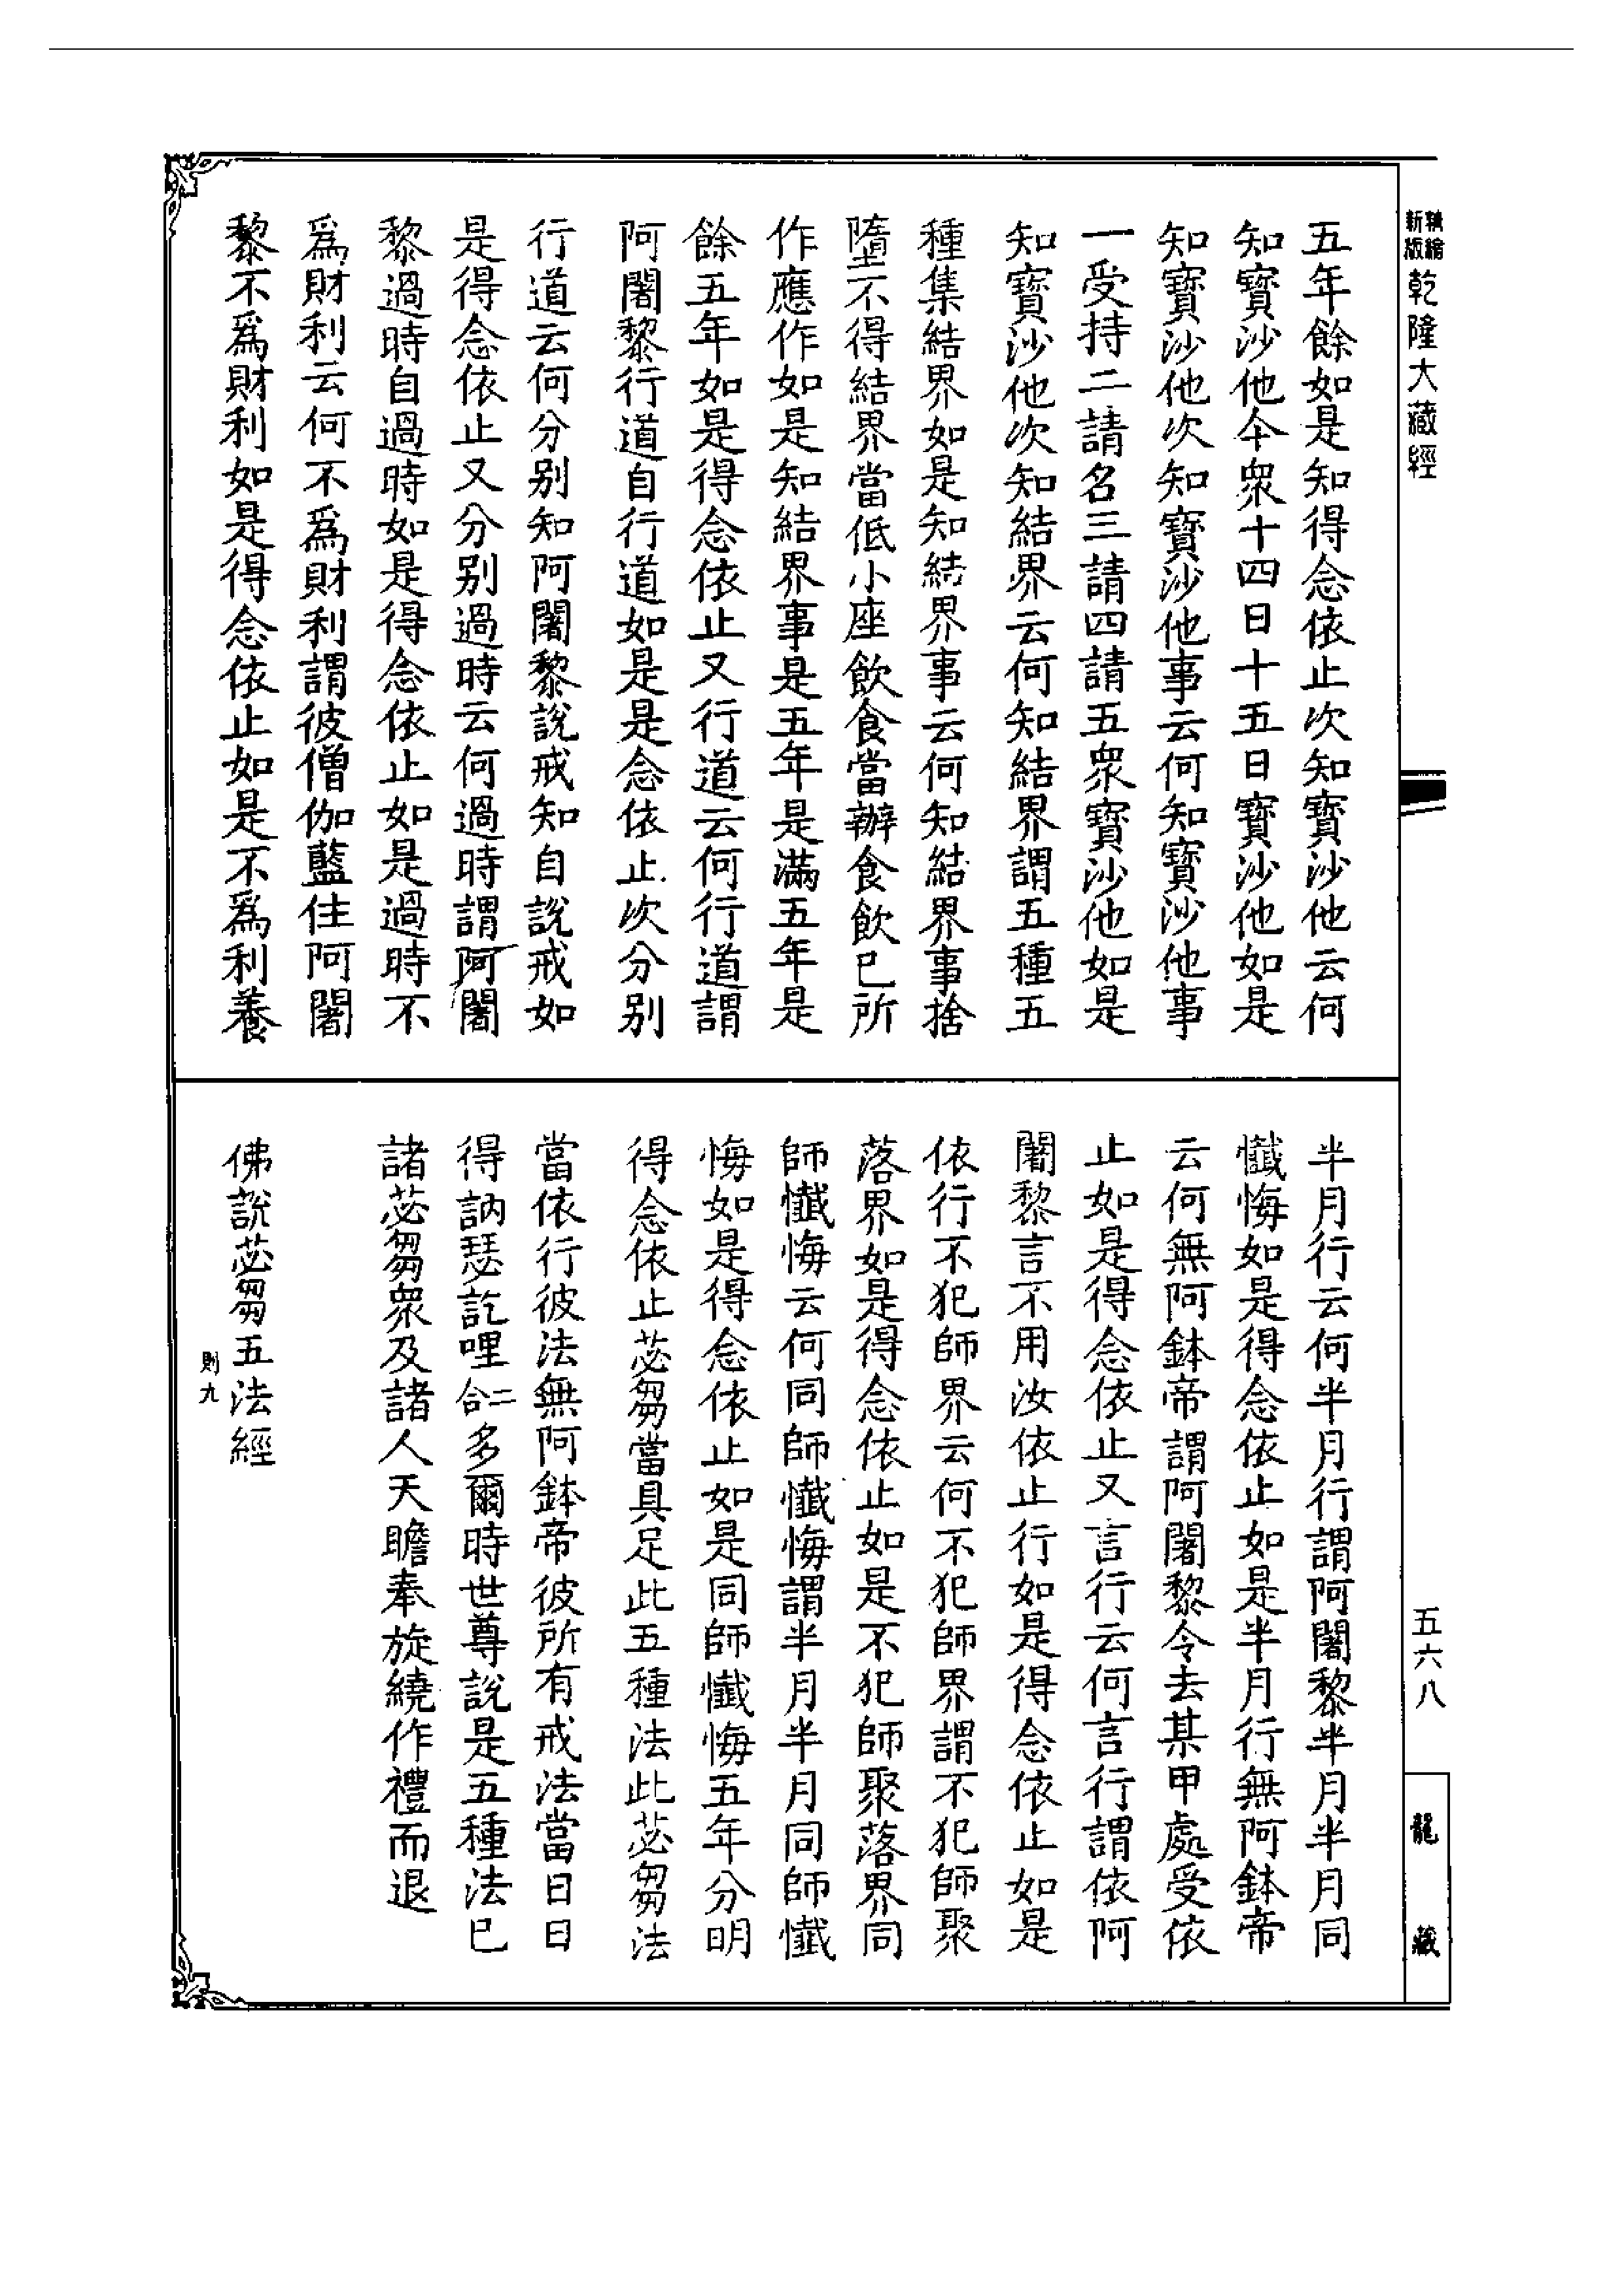 新版 精繪 乾隆大藏經
五年餘如是知得念依止次知寶沙他云何
知寶沙他令眾十四日十五日寶沙他如是
知寶沙他次知寶沙他事云何知寶沙他事
一受持二請名三請四請五眾寶沙他如是
知寶沙他次知結界云何知結界謂五種五
種集結界如是知結界事云何知結界事捨
墮不得結界當低小座飲食當辦食飲已所
作應作如是知結界事是五年是滿五年是
餘五年如是得念依止又行道云何行道謂
阿闍黎行道自行道如是是念依止次分別
行道云何分別知阿闍黎說戒知自說戒如
是得念依止又分別過時云何過時謂阿闍
黎過時自過時如是得念依止如是過時不
為財利云何不為財利謂彼僧伽藍住阿闍
黎不為財利如是得念依止如是不為利養
半月行云何半月行謂阿闍黎半月半月同
懺悔如是得念依止如是半月行無阿鉢帝
云何無阿鉢帝謂阿闍黎令去某甲處受依
止如是得念依止又言行云何言行謂依阿
闍黎言不用汝依止行如是得念依止如是
依行不犯師界云何不犯師界謂不犯師聚
落界如是得念依止如是不犯師聚落界同
師懺悔云何同師懺悔謂半月半月同師懺
悔如是得念依止如是同師懺悔五年分明
得念依止苾芻當具足此五種法此苾芻法
當依行彼法無阿鉢帝彼所有戒法當日日
得訥瑟訖哩二合多爾時世尊說是五種法已
諸苾芻眾及諸人天瞻奉旋繞作禮而退
佛說苾芻五法經
則九
五六八
龍藏